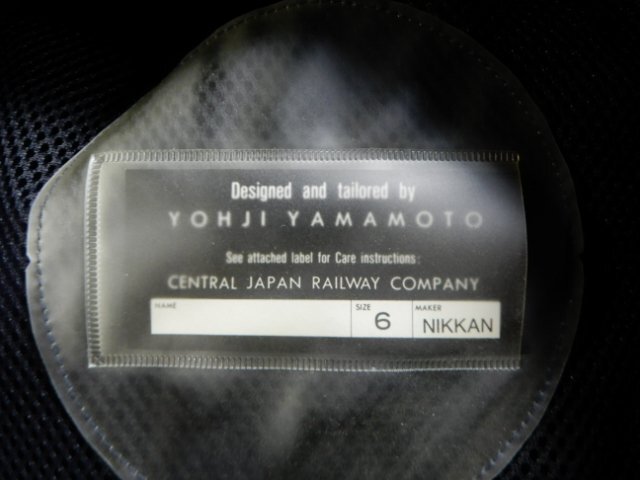 Designed and tailored by
YOHJI YAMAMOTO
See attached label for Care instructions:
CENTRAL JAPAN RAILWAY COMPANY
NAME SIZE 6 MAKER NIKKAN